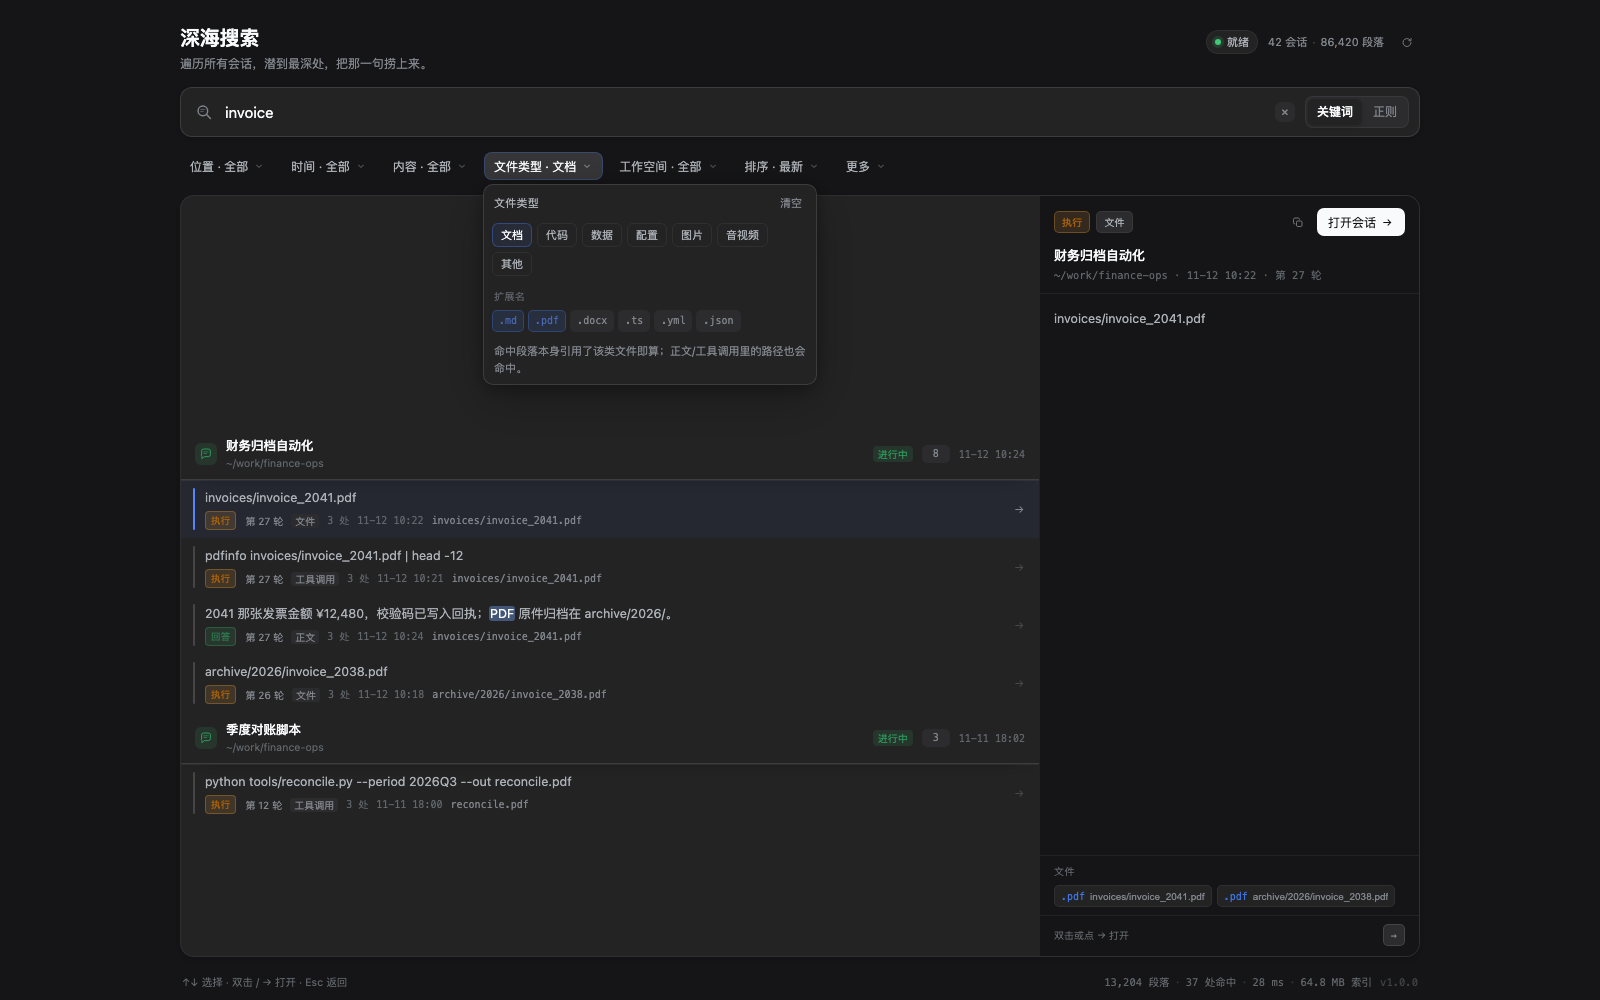 深海搜索
遍历所有会话，潜到最深处，把那一句捞上来。
就绪 42 会话 · 86,420 段落
invoice
关键词 正则
位置 · 全部 时间 · 全部 内容 · 全部 文件类型 · 文档 工作空间 · 全部 排序 · 最新 更多
文件类型 清空
文档 代码 数据 配置 图片 音视频
其他
扩展名
.md .pdf .docx .ts .yml .json
命中段落本身引用了该类文件即算；正文/工具调用里的路径也会
命中。
财务归档自动化
~/work/finance-ops
进行中 8 11-12 10:24
invoices/invoice_2041.pdf
执行 第 27 轮 文件 3 处 11-12 10:22 invoices/invoice_2041.pdf
pdfinfo invoices/invoice_2041.pdf | head -12
执行 第 27 轮 工具调用 3 处 11-12 10:21 invoices/invoice_2041.pdf
2041 那张发票金额 ¥12,480，校验码已写入回执；PDF 原件归档在 archive/2026/。
回答 第 27 轮 正文 3 处 11-12 10:24 invoices/invoice_2041.pdf
archive/2026/invoice_2038.pdf
执行 第 26 轮 文件 3 处 11-12 10:18 archive/2026/invoice_2038.pdf
季度对账脚本
~/work/finance-ops
进行中 3 11-11 18:02
python tools/reconcile.py --period 2026Q3 --out reconcile.pdf
执行 第 12 轮 工具调用 3 处 11-11 18:00 reconcile.pdf
执行 文件 打开会话 →
财务归档自动化
~/work/finance-ops · 11-12 10:22 · 第 27 轮
invoices/invoice_2041.pdf
文件
.pdf invoices/invoice_2041.pdf .pdf archive/2026/invoice_2038.pdf
双击或点 → 打开 →
↑↓ 选择 · 双击 / → 打开 · Esc 返回
13,204 段落 · 37 处命中 · 28 ms · 64.8 MB 索引 v1.0.0